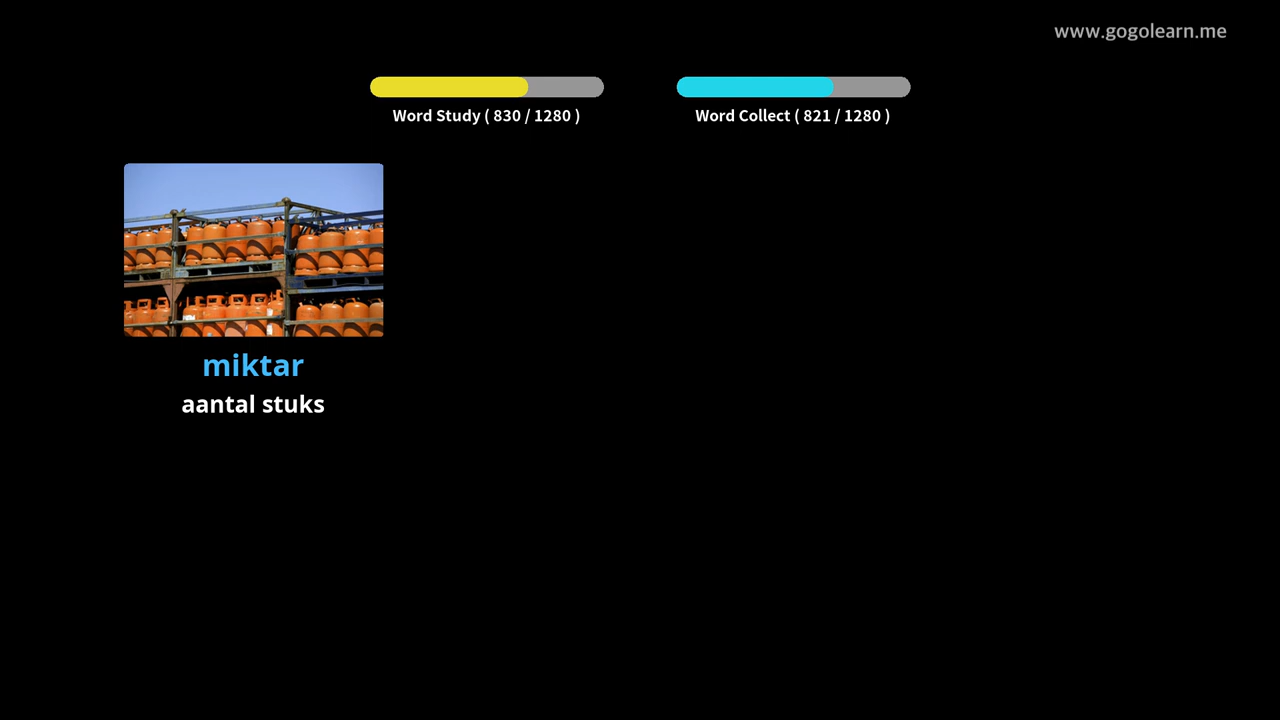 www.gogolearn.me
Word Study ( 830 / 1280 )
Word Collect ( 821 / 1280 )
miktar
aantal stuks